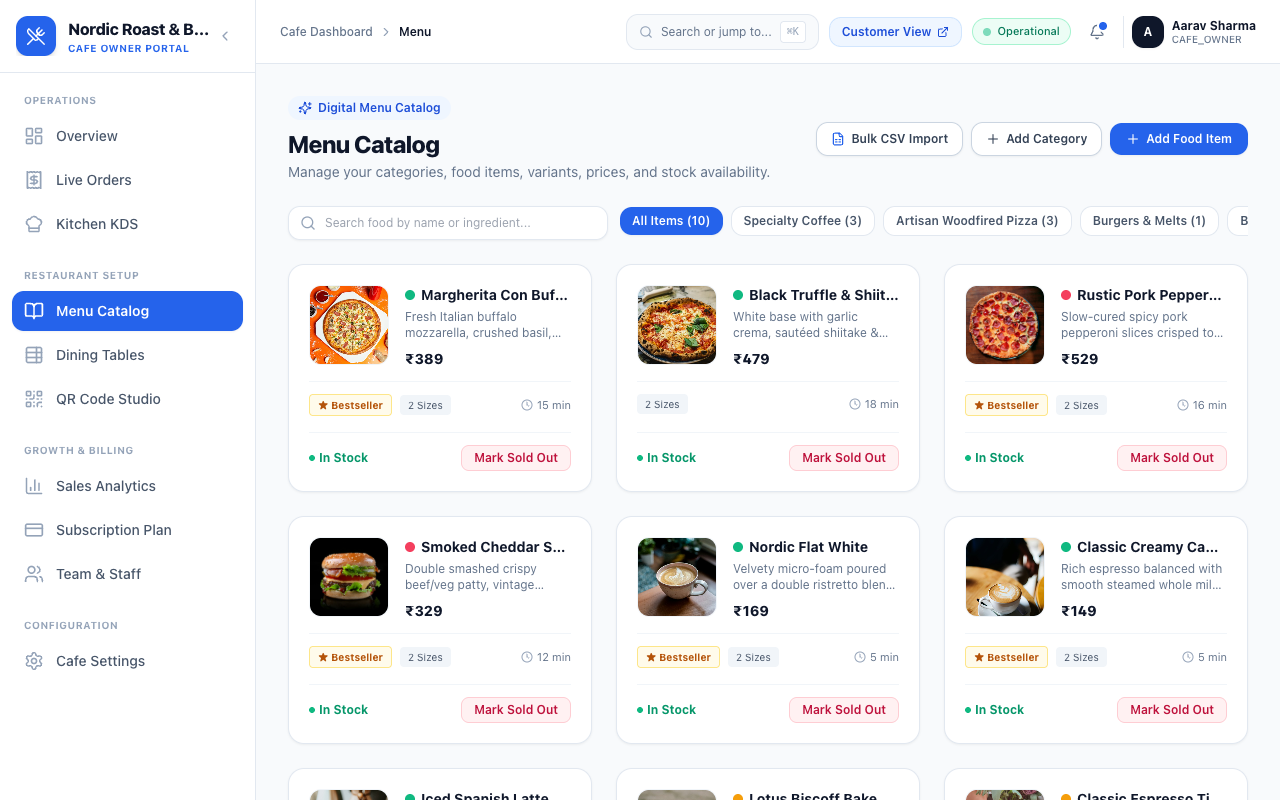 Nordic Roast & B...
CAFE OWNER PORTAL
OPERATIONS
Overview
Live Orders
Kitchen KDS
RESTAURANT SETUP
Menu Catalog
Dining Tables
QR Code Studio
GROWTH & BILLING
Sales Analytics
Subscription Plan
Team & Staff
CONFIGURATION
Cafe Settings
Cafe Dashboard > Menu
Search or jump to... ⌘K
Customer View
Operational
A
Aarav Sharma
CAFE_OWNER
Digital Menu Catalog
Menu Catalog
Manage your categories, food items, variants, prices, and stock availability.
Bulk CSV Import
+ Add Category
+ Add Food Item
Search food by name or ingredient...
All Items (10)
Specialty Coffee (3)
Artisan Woodfired Pizza (3)
Burgers & Melts (1)
B
Margherita Con Buf...
Fresh Italian buffalo
mozzarella, crushed basil,...
₹389
Bestseller
2 Sizes
15 min
In Stock
Mark Sold Out
Black Truffle & Shiit...
White base with garlic
crema, sautéed shiitake &...
₹479
2 Sizes
18 min
In Stock
Mark Sold Out
Rustic Pork Pepper...
Slow-cured spicy pork
pepperoni slices crisped to...
₹529
Bestseller
2 Sizes
16 min
In Stock
Mark Sold Out
Smoked Cheddar S...
Double smashed crispy
beef/veg patty, vintage...
₹329
Bestseller
2 Sizes
12 min
In Stock
Mark Sold Out
Nordic Flat White
Velvety micro-foam poured
over a double ristretto blen...
₹169
Bestseller
2 Sizes
5 min
In Stock
Mark Sold Out
Classic Creamy Ca...
Rich espresso balanced with
smooth steamed whole mil...
₹149
Bestseller
2 Sizes
5 min
In Stock
Mark Sold Out
Iced Spanish Latte
Lotus Biscoff Bake
Classic Espresso Ti